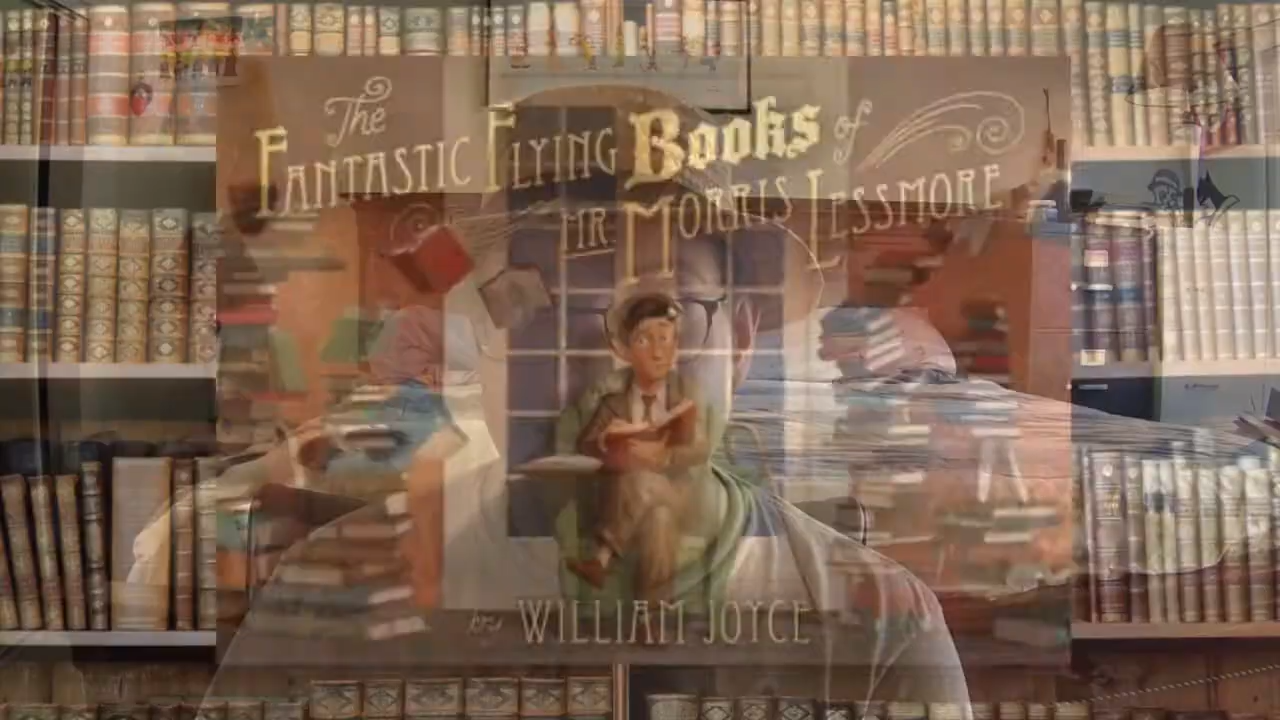 The
FANTASTIC FLYING Books of
MR MORRIS LESSMORE
by WILLIAM JOYCE